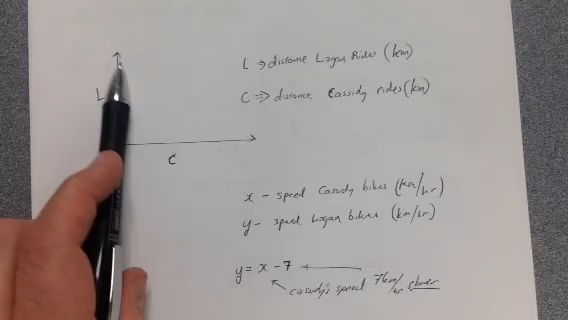 L ⇒ distance Logan Rides (km)
L
C ⇒ distance Cassidy rides (km)
C
x - speed Cassidy bikes (km/hr)
y - speed Logan bikes (km/hr)
y = x - 7
Cassidy's speed 7km/hr slower